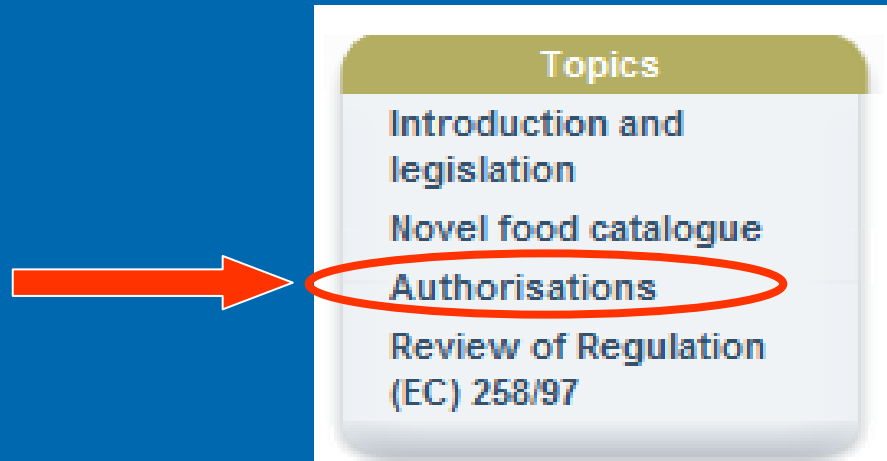 Topics
Introduction and
legislation
Novel food catalogue
Authorisations
Review of Regulation
(EC) 258/97